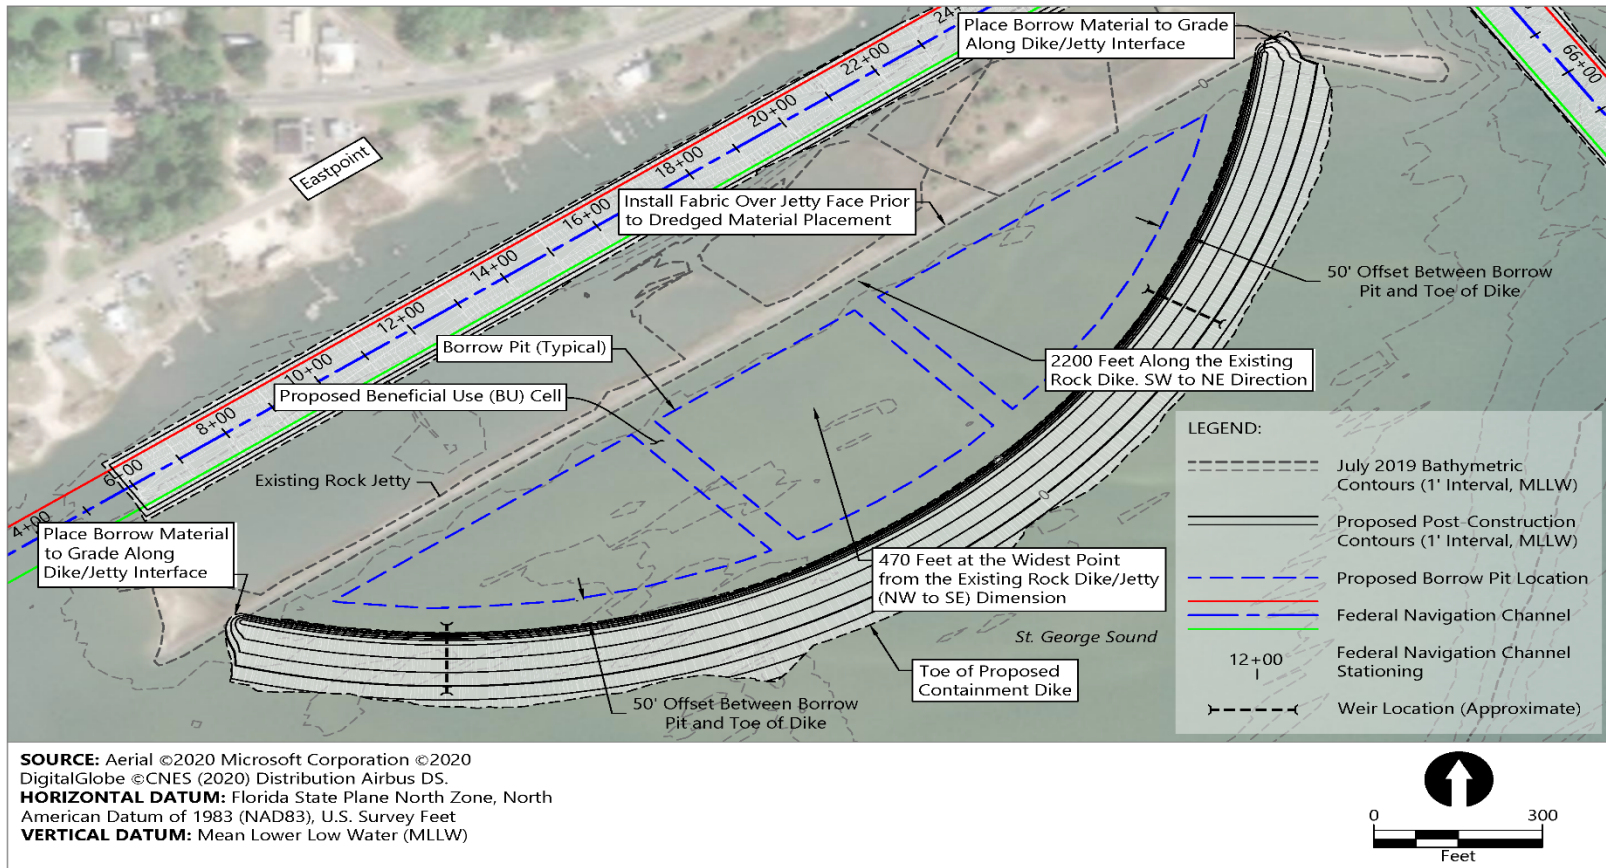 24+
Place Borrow Material to Grade
Along Dike/Jetty Interface
66+00
22+00
20+00
18+00
16+00
14+00
12+00
10+00
8+00
6+00
4+00
Eastpoint
Install Fabric Over Jetty Face Prior
to Dredged Material Placement
50' Offset Between Borrow
Pit and Toe of Dike
Borrow Pit (Typical)
2200 Feet Along the Existing
Rock Dike. SW to NE Direction
Proposed Beneficial Use (BU) Cell
Existing Rock Jetty
Place Borrow Material
to Grade Along
Dike/Jetty Interface
470 Feet at the Widest Point
from the Existing Rock Dike/Jetty
(NW to SE) Dimension
St. George Sound
Toe of Proposed
Containment Dike
50' Offset Between Borrow
Pit and Toe of Dike
LEGEND:
July 2019 Bathymetric
Contours (1' Interval, MLLW)
Proposed Post-Construction
Contours (1' Interval, MLLW)
Proposed Borrow Pit Location
Federal Navigation Channel
12+00
Federal Navigation Channel
Stationing
Weir Location (Approximate)
SOURCE: Aerial ©2020 Microsoft Corporation ©2020
DigitalGlobe ©CNES (2020) Distribution Airbus DS.
HORIZONTAL DATUM: Florida State Plane North Zone, North
American Datum of 1983 (NAD83), U.S. Survey Feet
VERTICAL DATUM: Mean Lower Low Water (MLLW)
0 300
Feet